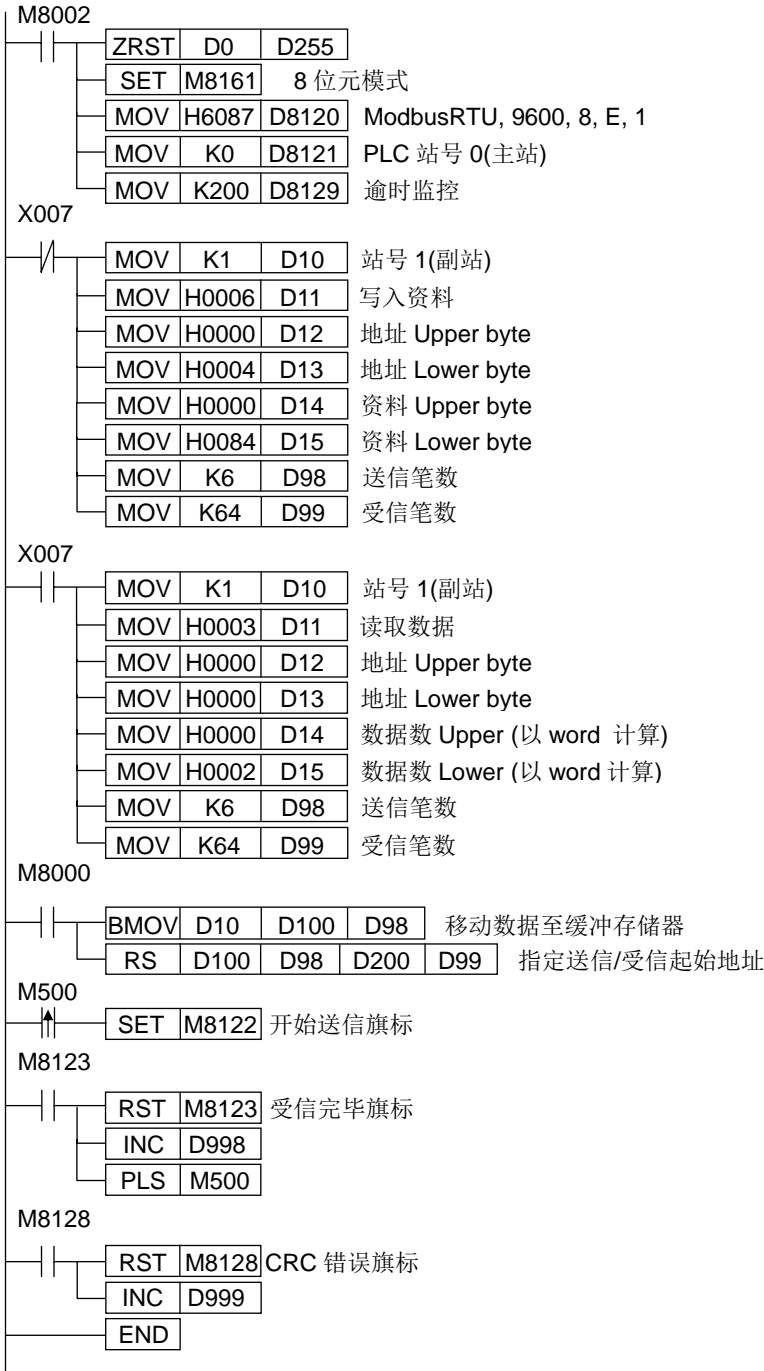 M8002
ZRST D0 D255
SET M8161 8 位元模式
MOV H6087 D8120 ModbusRTU, 9600, 8, E, 1
MOV K0 D8121 PLC 站号 0(主站)
MOV K200 D8129 逾时监控
X007
MOV K1 D10 站号 1(副站)
MOV H0006 D11 写入资料
MOV H0000 D12 地址 Upper byte
MOV H0004 D13 地址 Lower byte
MOV H0000 D14 资料 Upper byte
MOV H0084 D15 资料 Lower byte
MOV K6 D98 送信笔数
MOV K64 D99 受信笔数
X007
MOV K1 D10 站号 1(副站)
MOV H0003 D11 读取数据
MOV H0000 D12 地址 Upper byte
MOV H0000 D13 地址 Lower byte
MOV H0000 D14 数据数 Upper (以 word 计算)
MOV H0002 D15 数据数 Lower (以 word 计算)
MOV K6 D98 送信笔数
MOV K64 D99 受信笔数
M8000
BMOV D10 D100 D98 移动数据至缓冲存储器
RS D100 D98 D200 D99 指定送信/受信起始地址
M500
SET M8122 开始送信旗标
M8123
RST M8123 受信完毕旗标
INC D998
PLS M500
M8128
RST M8128 CRC 错误旗标
INC D999
END